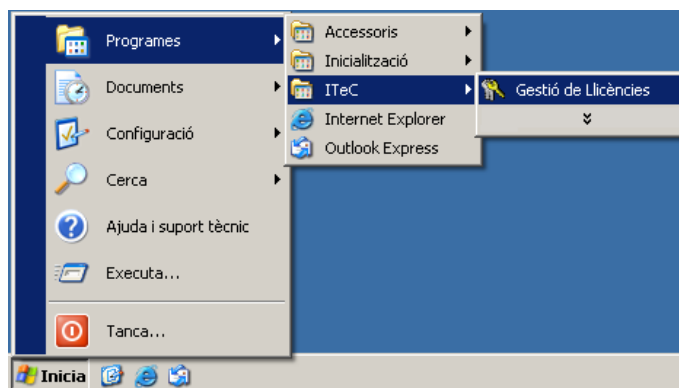 Programes
Documents
Configuració
Cerca
Ajuda i suport tècnic
Executa...
Tanca...
Accessoris
Inicialització
ITeC
Internet Explorer
Outlook Express
Gestió de Llicències
Inicia